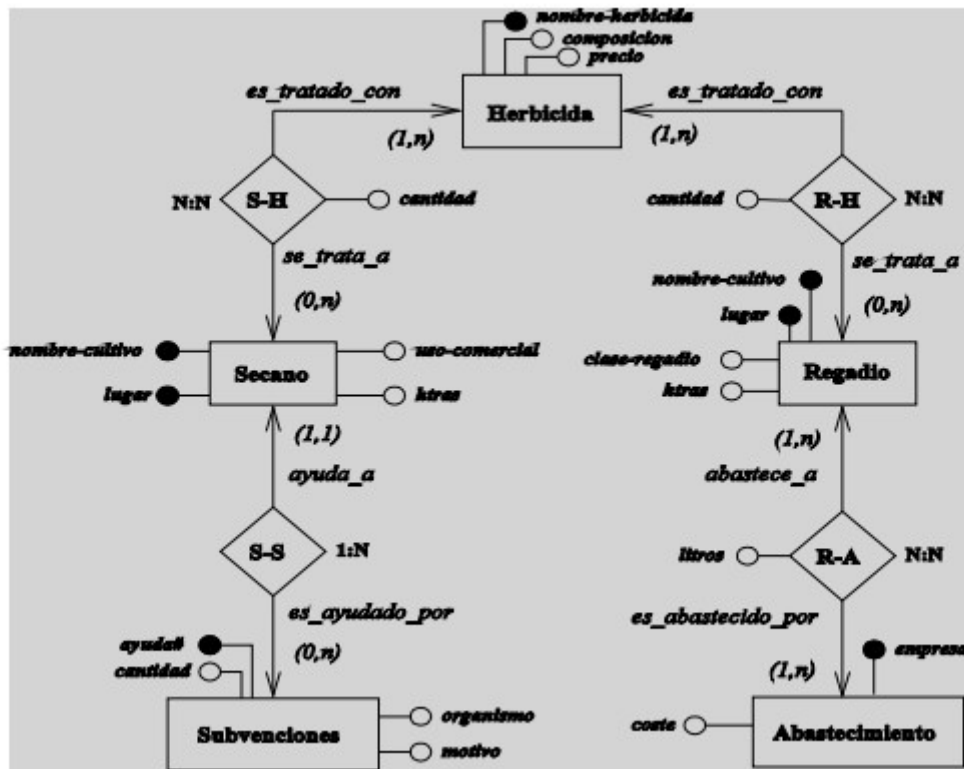 nombre-herbicida
composicion
precio
es_tratado_con
Herbicida
es_tratado_con
(1,n)
(1,n)
N:N
S-H
cantidad
cantidad
R-H
N:N
se_trata_a
se_trata_a
(0,n)
nombre-cultivo
(0,n)
lugar
nombre-cultivo
uso-comercial
clase-regadio
Secano
Regadio
lugar
htras
htras
(1,1)
(1,n)
ayuda_a
abastece_a
S-S
1:N
litros
R-A
N:N
es_ayudado_por
es_abastecido_por
ayuda#
(0,n)
empresa
cantidad
(1,n)
organismo
coste
Subvenciones
Abastecimiento
motivo